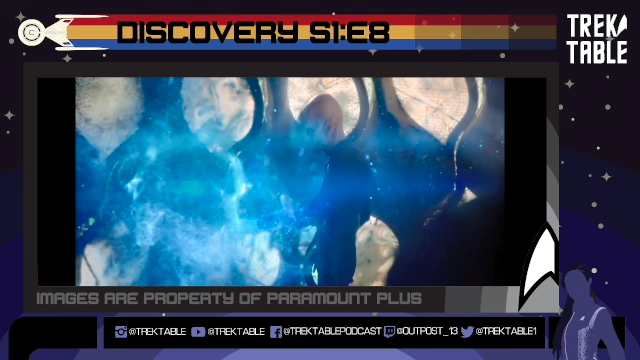 DISCOVERY S1:E8
TREK
TABLE
IMAGES ARE PROPERTY OF PARAMOUNT PLUS
@TREKTABLE @TREKTABLE @TREKTABLEPODCAST @OUTPOST_13 @TREKTABLE1